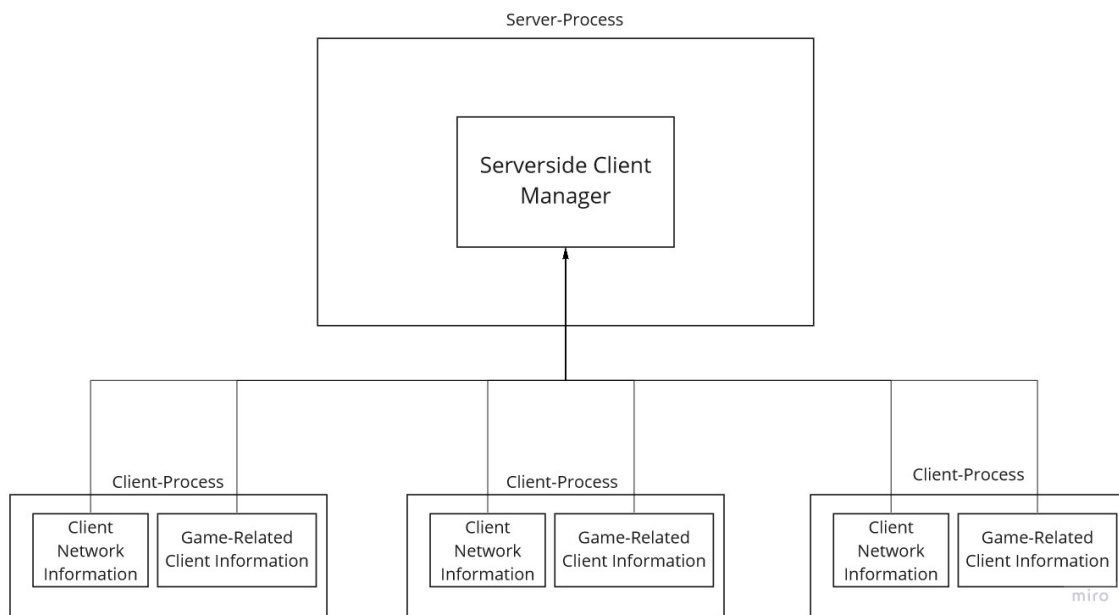 Server-Process
Serverside Client
Manager
Client-Process
Client
Network
Information
Game-Related
Client Information
Client-Process
Client
Network
Information
Game-Related
Client Information
Client-Process
Client
Network
Information
Game-Related
Client Information
miro